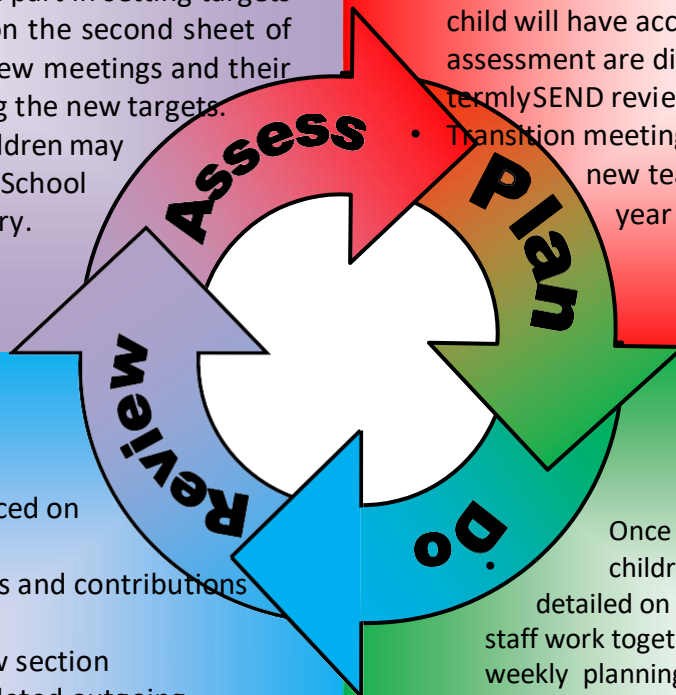 part in setting targets
on the second sheet of
ew meetings and their
g the new targets.
ldren may
School
ry.
child will have acc
assessment are di
termlySEND revie
• Transition meeting
new tea
year
Assess
Plan
Do
Review
ced on
s and contributions
w section
dated outgoing
Once
• childr
detailed on
staff work toget
weekly planning